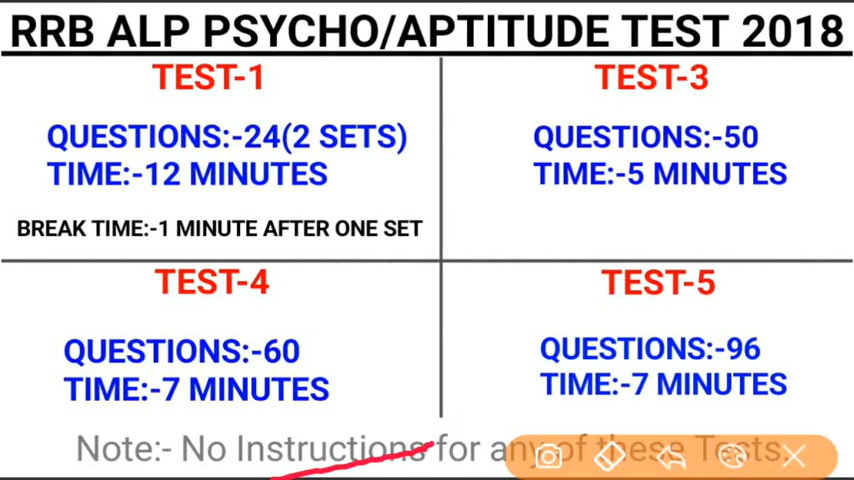 RRB ALP PSYCHO/APTITUDE TEST 2018
TEST-1
QUESTIONS:-24(2 SETS)
TIME:-12 MINUTES
BREAK TIME:-1 MINUTE AFTER ONE SET
TEST-3
QUESTIONS:-50
TIME:-5 MINUTES
TEST-4
QUESTIONS:-60
TIME:-7 MINUTES
TEST-5
QUESTIONS:-96
TIME:-7 MINUTES
Note:- No Instructions for any of these Tests.